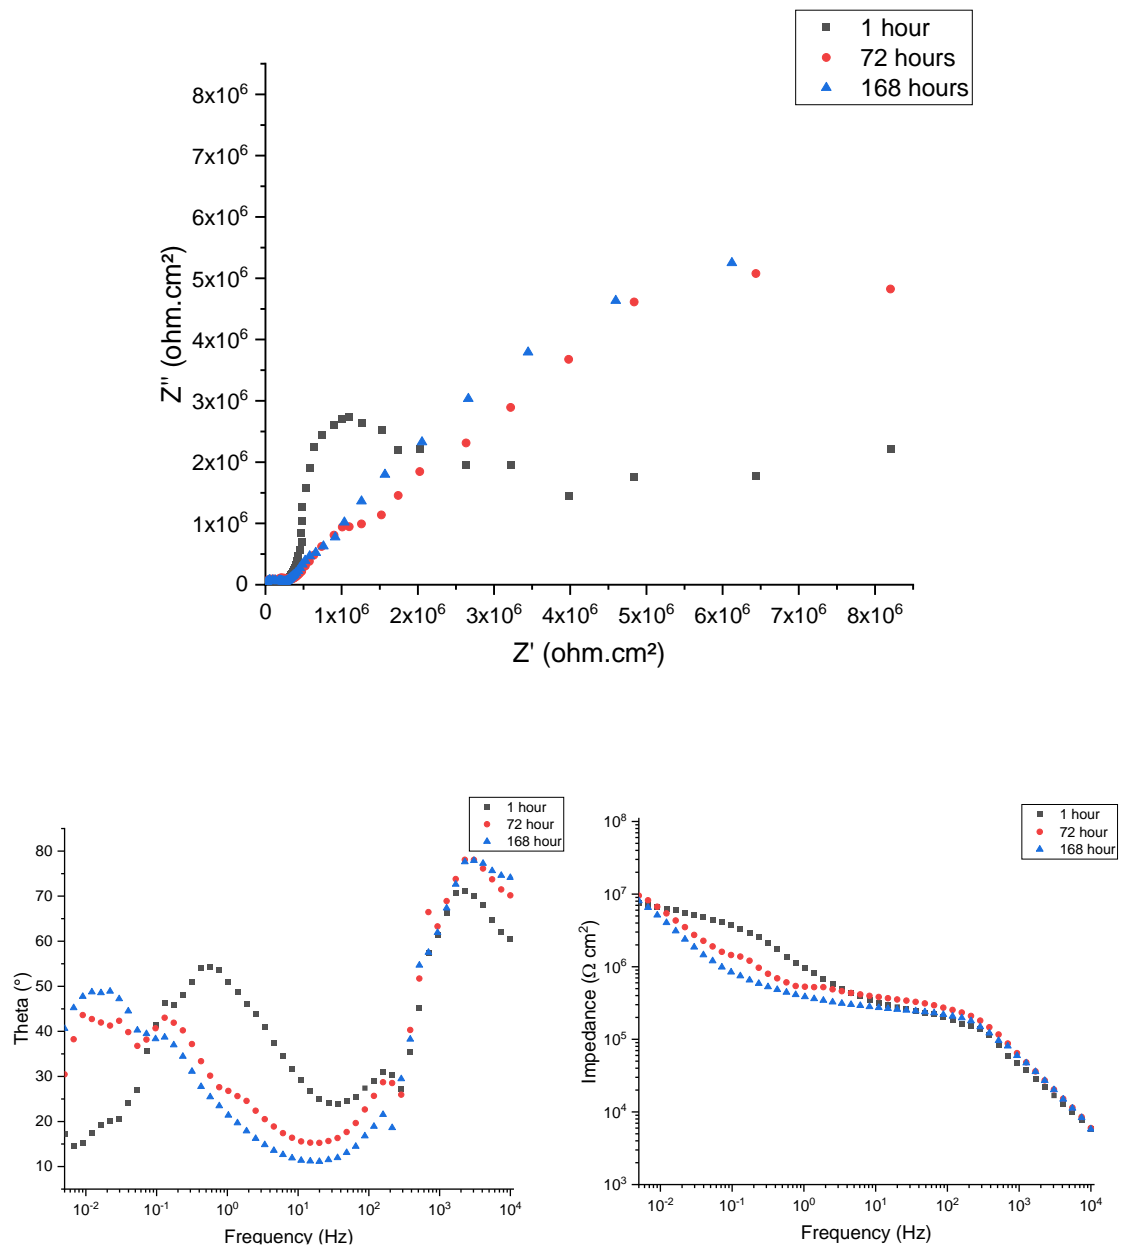 1 hour
72 hours
168 hours
8x10⁶
7x10⁶
6x10⁶
5x10⁶
4x10⁶
3x10⁶
2x10⁶
1x10⁶
0
Z'' (ohm.cm²)
0 1x10⁶ 2x10⁶ 3x10⁶ 4x10⁶ 5x10⁶ 6x10⁶ 7x10⁶ 8x10⁶
Z' (ohm.cm²)
1 hour
72 hour
168 hour
80
70
60
50
40
30
20
10
Theta (°)
10⁻² 10⁻¹ 10⁰ 10¹ 10² 10³ 10⁴
Frequency (Hz)
1 hour
72 hour
168 hour
10⁸
10⁷
10⁶
10⁵
10⁴
10³
Impedance (Ω cm²)
10⁻² 10⁻¹ 10⁰ 10¹ 10² 10³ 10⁴
Frequency (Hz)